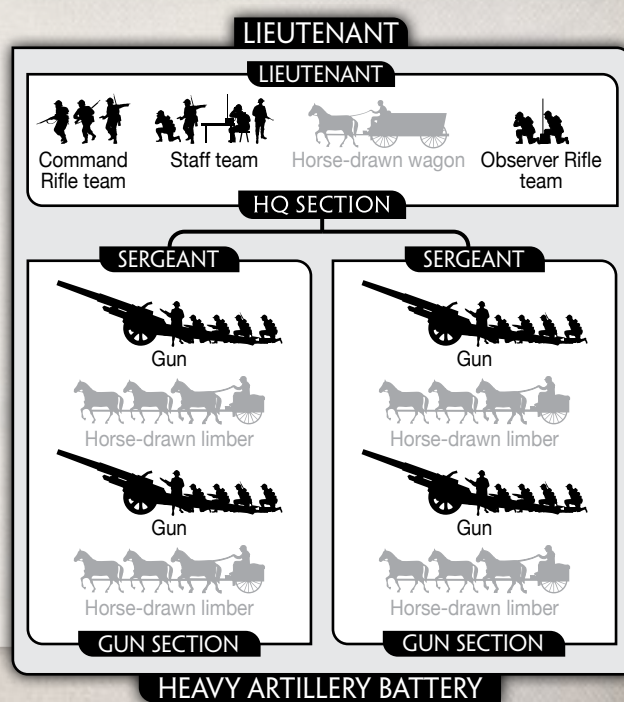 LIEUTENANT
LIEUTENANT
Command
Rifle team
Staff team
Horse-drawn wagon
Observer Rifle
team
HQ SECTION
SERGEANT
Gun
Horse-drawn limber
Gun
Horse-drawn limber
GUN SECTION
SERGEANT
Gun
Horse-drawn limber
Gun
Horse-drawn limber
GUN SECTION
HEAVY ARTILLERY BATTERY